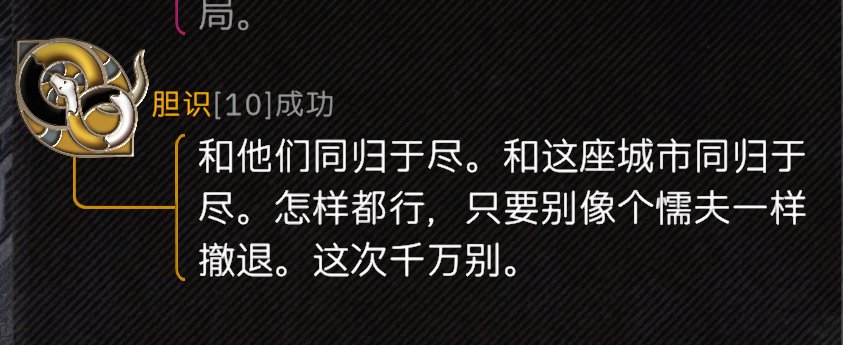 局。
胆识[10]成功
和他们同归于尽。和这座城市同归于
尽。怎样都行，只要别像个懦夫一样
撤退。这次千万别。